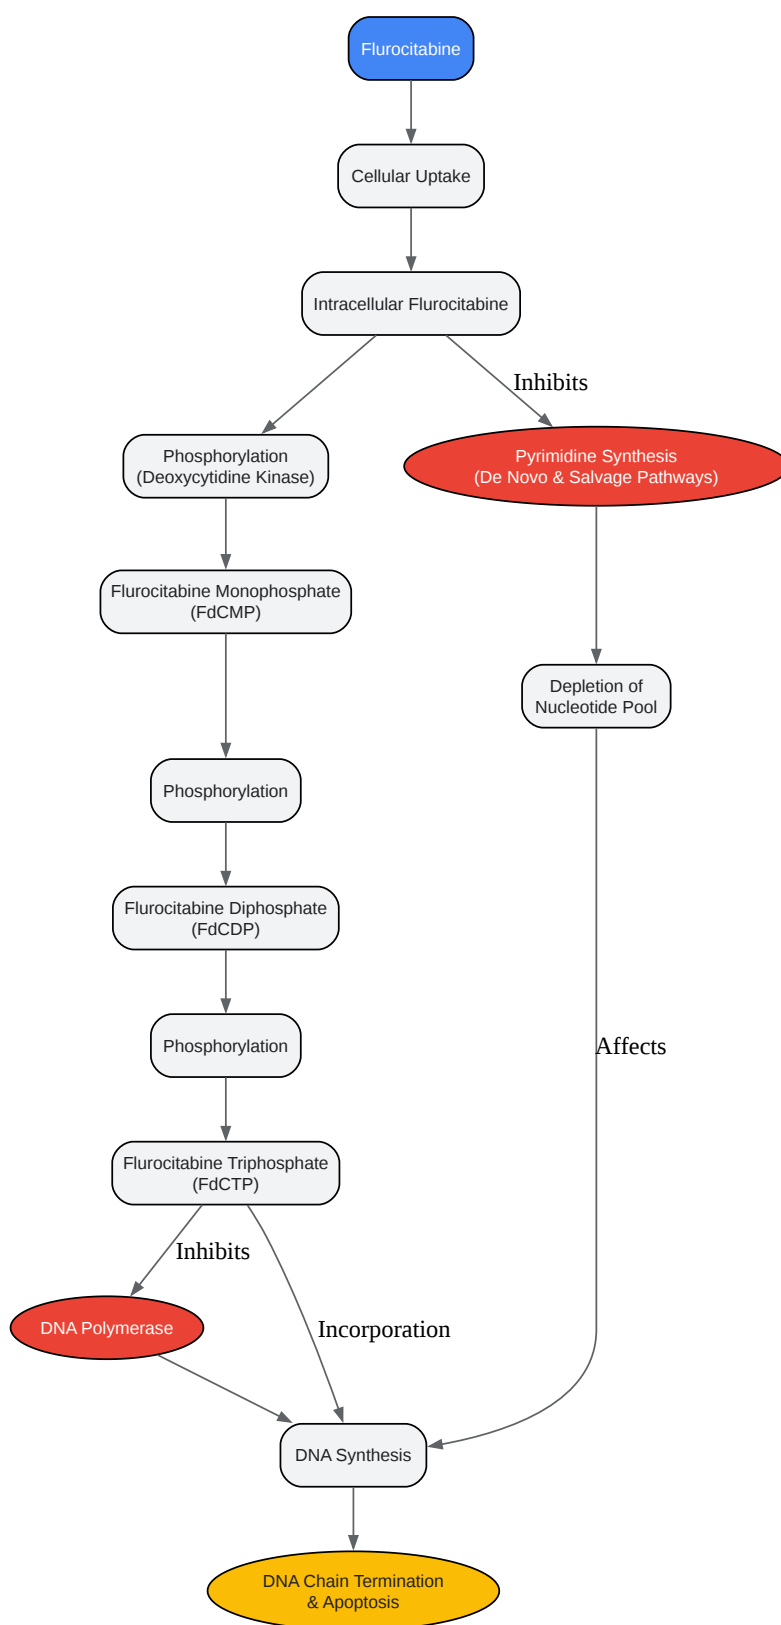 Flurocitabine
Cellular Uptake
Intracellular Flurocitabine
Inhibits
Phosphorylation
(Deoxycytidine Kinase)
Pyrimidine Synthesis
(De Novo & Salvage Pathways)
Flurocitabine Monophosphate
(FdCMP)
Depletion of
Nucleotide Pool
Phosphorylation
Flurocitabine Diphosphate
(FdCDP)
Phosphorylation
Affects
Flurocitabine Triphosphate
(FdCTP)
Inhibits
Incorporation
DNA Polymerase
DNA Synthesis
DNA Chain Termination
& Apoptosis